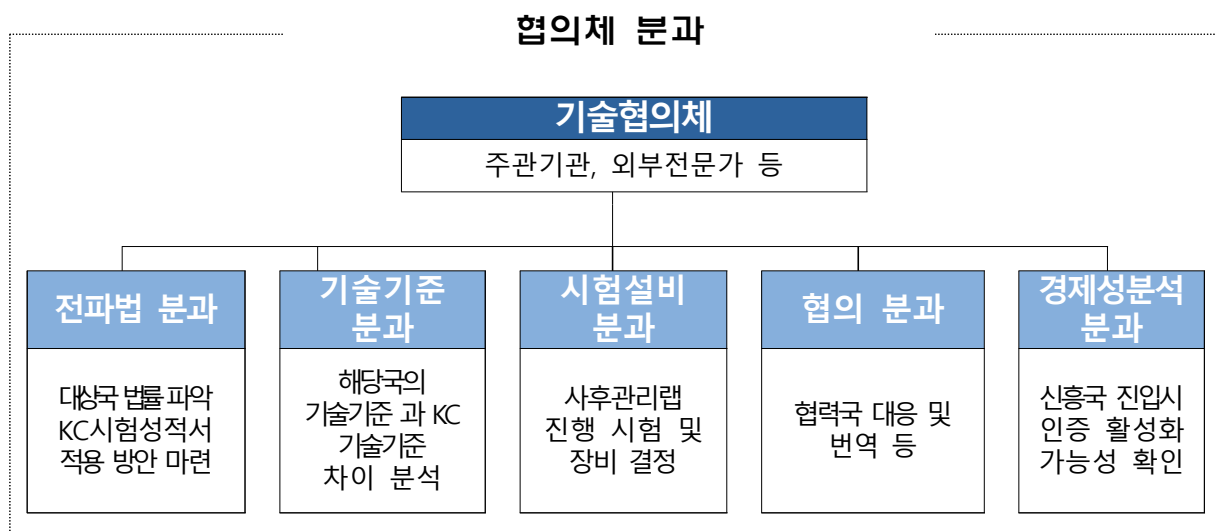 협의체 분과
기술협의체
주관기관, 외부전문가 등
전파법 분과
대상국 법률 파악
KC시험성적서
적용 방안 마련
기술기준
분과
해당국의
기술기준 과 KC
기술기준
차이 분석
시험설비
분과
사후관리랩
진행 시험 및
장비 결정
협의 분과
협력국 대응 및
번역 등
경제성분석
분과
신흥국 진입시
인증 활성화
가능성 확인